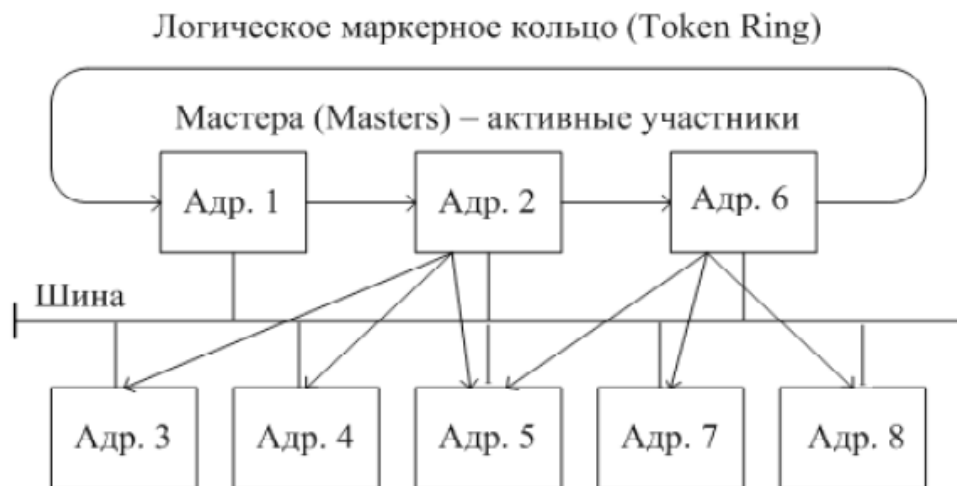 Логическое маркерное кольцо (Token Ring)
Мастера (Masters) – активные участники
Адр. 1
Адр. 2
Адр. 6
Шина
Адр. 3
Адр. 4
Адр. 5
Адр. 7
Адр. 8